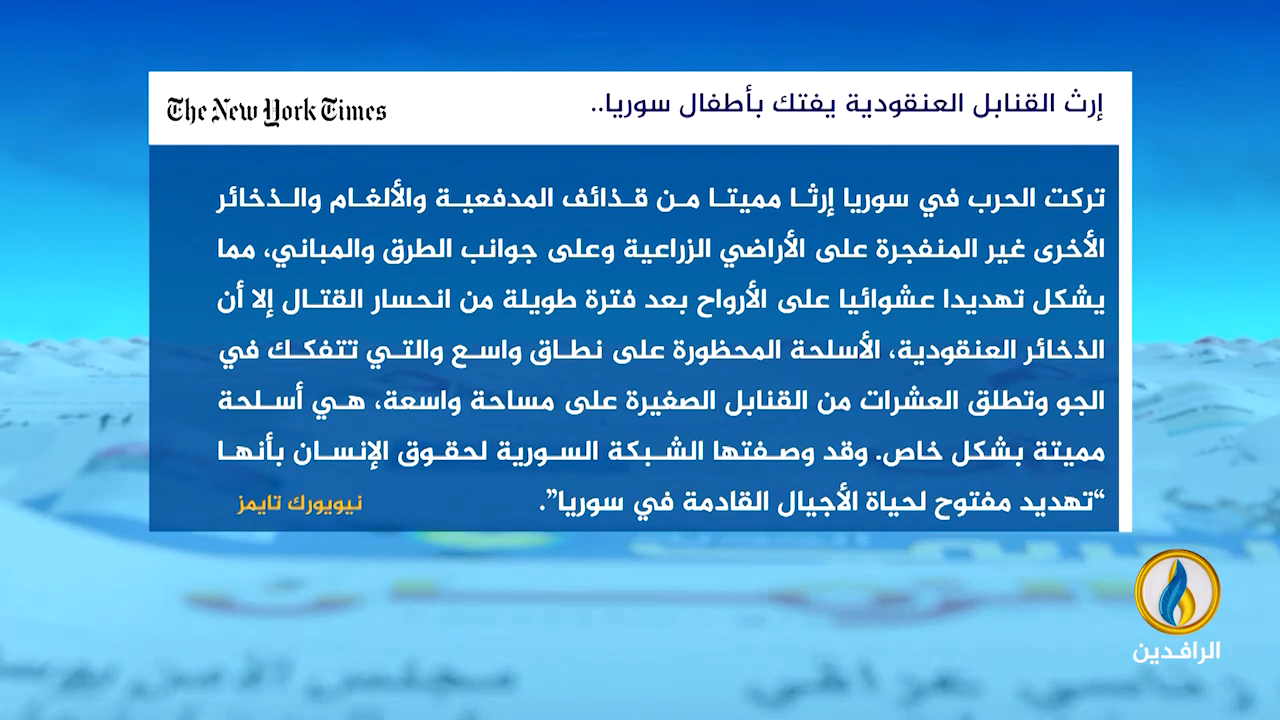 إرث القنابل العنقودية يفتك بأطفال سوريا..
The New York Times
تركت الحرب في سوريا إرثا مميتا من قذائف المدفعية والألغام والذخائر
الأخرى غير المنفجرة على الأراضي الزراعية وعلى جوانب الطرق والمباني، مما
يشكل تهديدا عشوائيا على الأرواح بعد فترة طويلة من انحسار القتال إلا أن
الذخائر العنقودية، الأسلحة المحظورة على نطاق واسع والتي تتفكك في
الجو وتطلق العشرات من القنابل الصغيرة على مساحة واسعة، هي أسلحة
مميتة بشكل خاص. وقد وصفتها الشبكة السورية لحقوق الإنسان بأنها
“تهديد مفتوح لحياة الأجيال القادمة في سوريا”.
نيويورك تايمز
الرافدين
مجلس الأمن